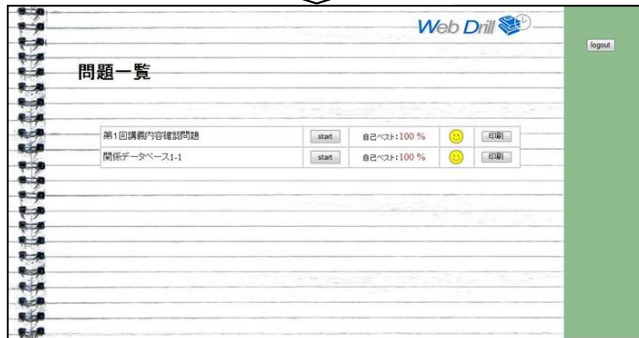 Web Drill
logout
問題一覧
第1回講義内容確認問題 start 自己ベスト:100 % 印刷
関係データベース1-1 start 自己ベスト:100 % 印刷